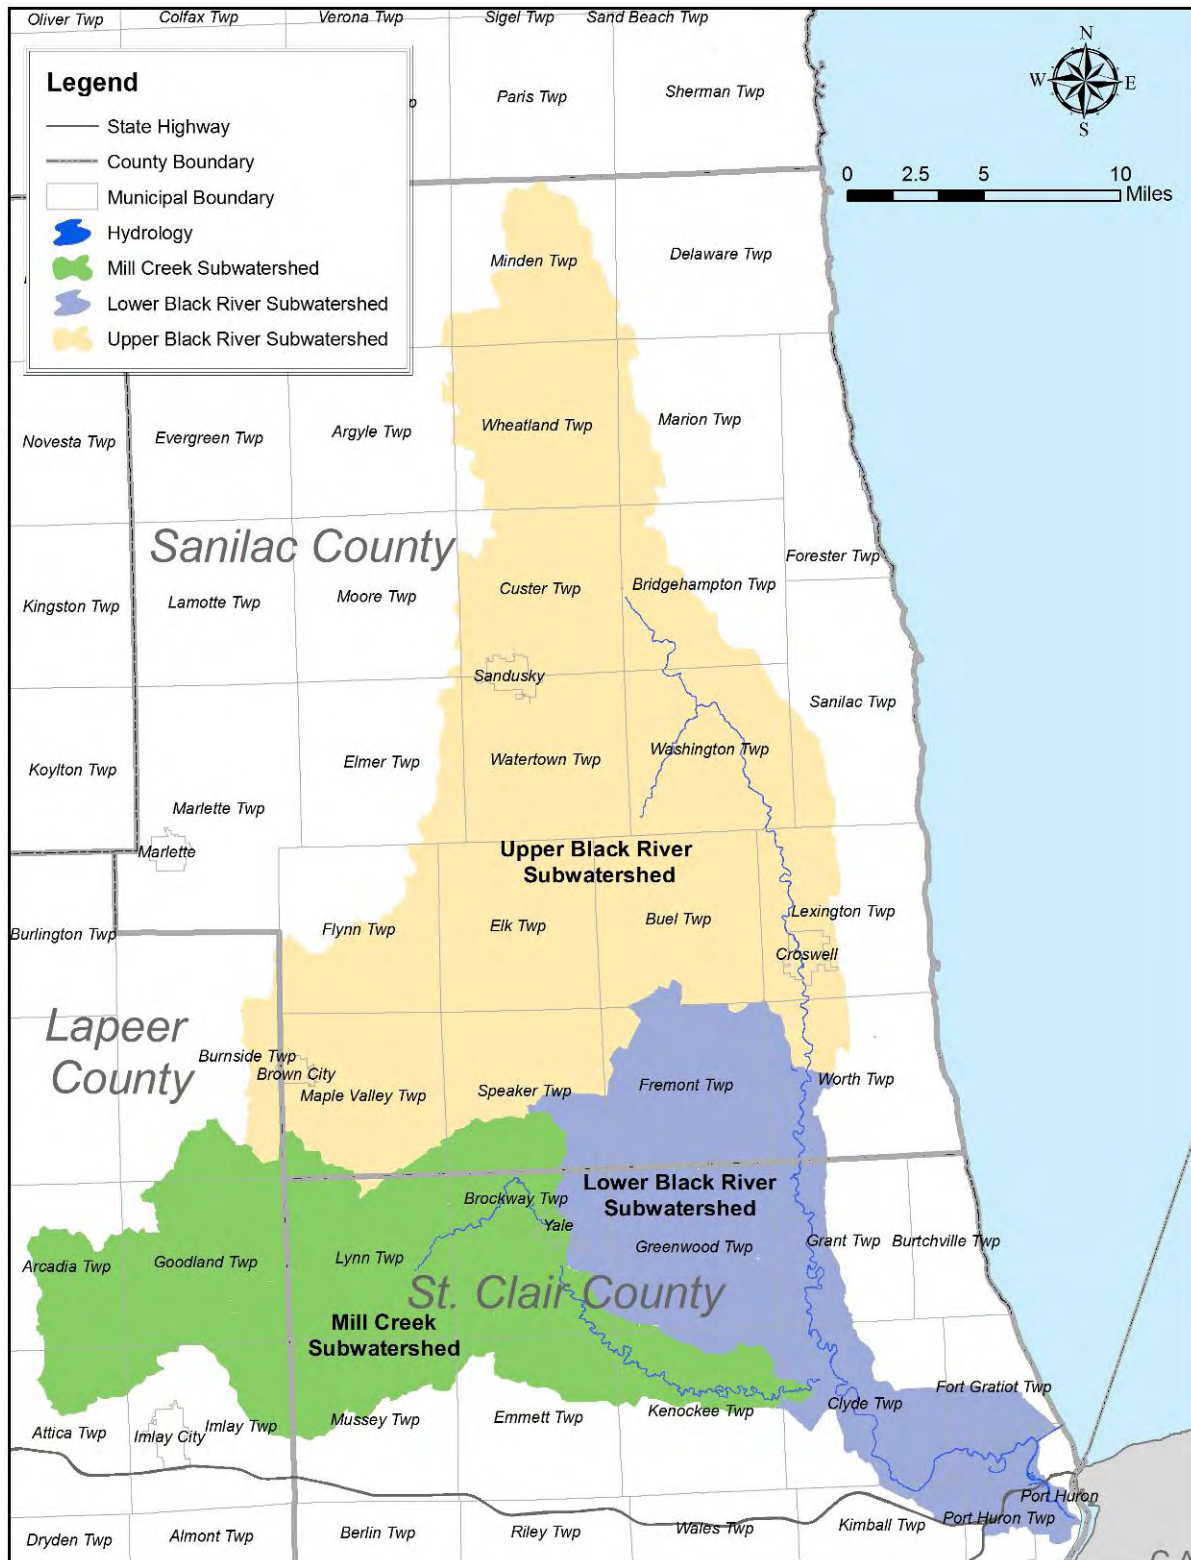 Oliver Twp
Colfax Twp
Verona Twp
Sigel Twp
Sand Beach Twp
Legend
State Highway
County Boundary
Municipal Boundary
Hydrology
Mill Creek Subwatershed
Lower Black River Subwatershed
Upper Black River Subwatershed
Paris Twp
Sherman Twp
N
W
E
S
0
2.5
5
10
Miles
Minden Twp
Delaware Twp
Novesta Twp
Evergreen Twp
Argyle Twp
Wheatland Twp
Marion Twp
Sanilac County
Forester Twp
Kingston Twp
Lamotte Twp
Moore Twp
Custer Twp
Bridgehampton Twp
Sandusky
Sanilac Twp
Koylton Twp
Elmer Twp
Watertown Twp
Washington Twp
Marlette Twp
Marlette
Upper Black River
Subwatershed
Burlington Twp
Flynn Twp
Elk Twp
Buel Twp
Lexington Twp
Croswell
Lapeer
County
Burnside Twp
Brown City
Maple Valley Twp
Speaker Twp
Fremont Twp
Worth Twp
Lower Black River
Subwatershed
Brockway Twp
Yale
Arcadia Twp
Goodland Twp
Lynn Twp
Greenwood Twp
Grant Twp
Burtchville Twp
St. Clair County
Mill Creek
Subwatershed
Fort Gratiot Twp
Attica Twp
Imlay City
Imlay Twp
Mussey Twp
Emmett Twp
Kenockee Twp
Clyde Twp
Port Huron
Port Huron Twp
Dryden Twp
Almont Twp
Berlin Twp
Riley Twp
Wales Twp
Kimball Twp